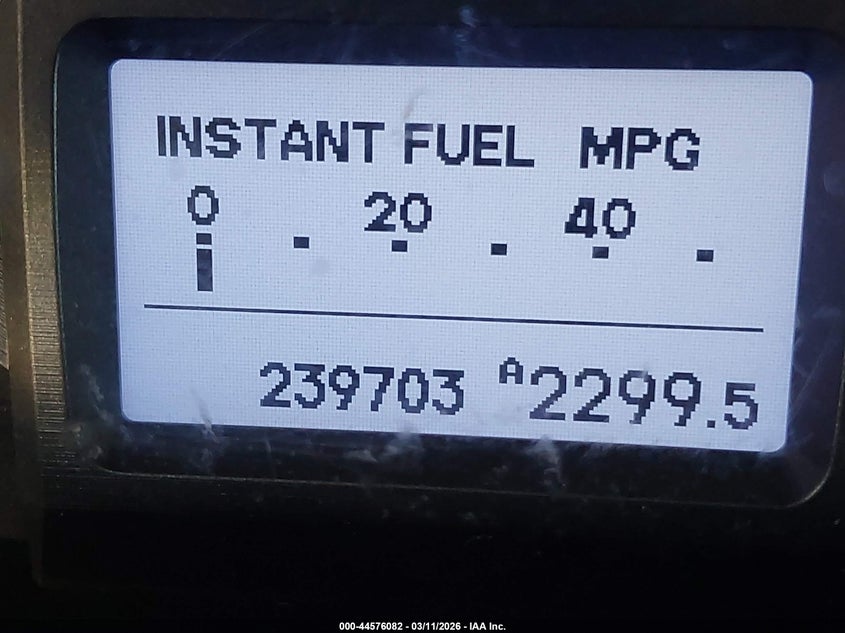 INSTANT FUEL MPG
0 20 40
239703 A2299.5
000-44576082 - 03/11/2026 - IAA Inc.